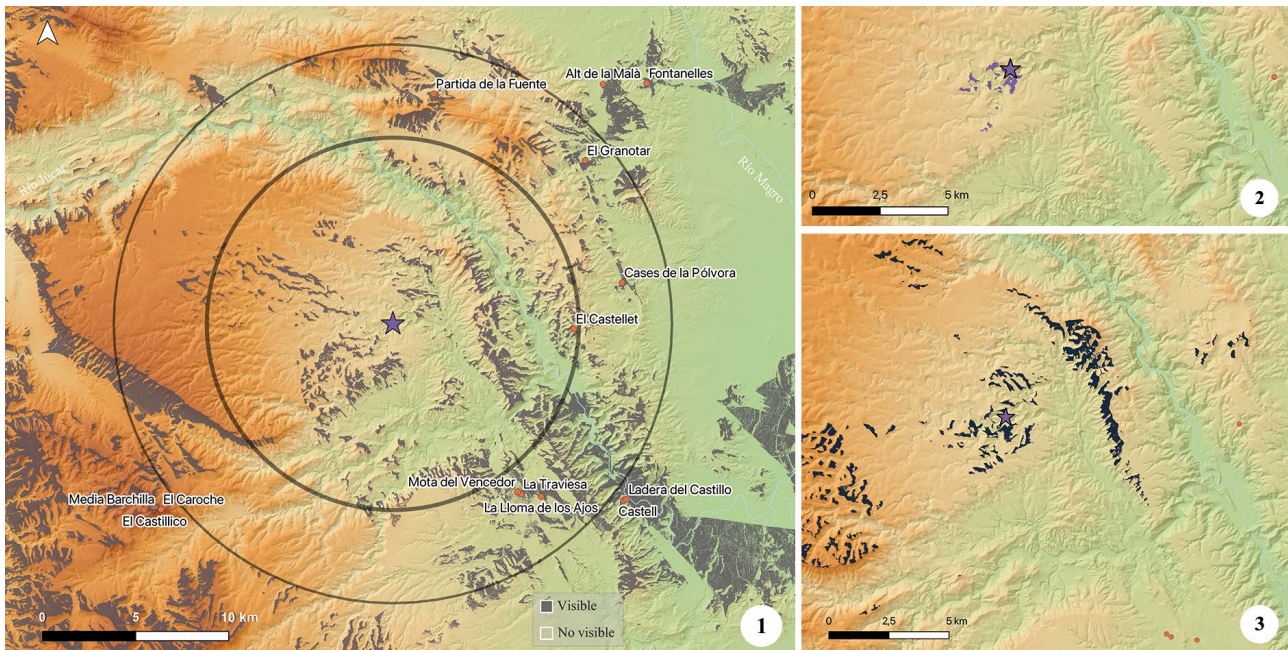 Partida de la Fuente
Alt de la Malà
Fontanelles
El Granotar
Río Magro
Río Jucar
Cases de la Pólvora
El Castellet
Mota del Vencedor
La Traviesa
La Lloma de los Ajos
Ladera del Castillo
Castell
Media Barchilla
El Caroche
El Castillico
0
5
10 km
Visible
No visible
1
0
2,5
5 km
2
0
2,5
5 km
3